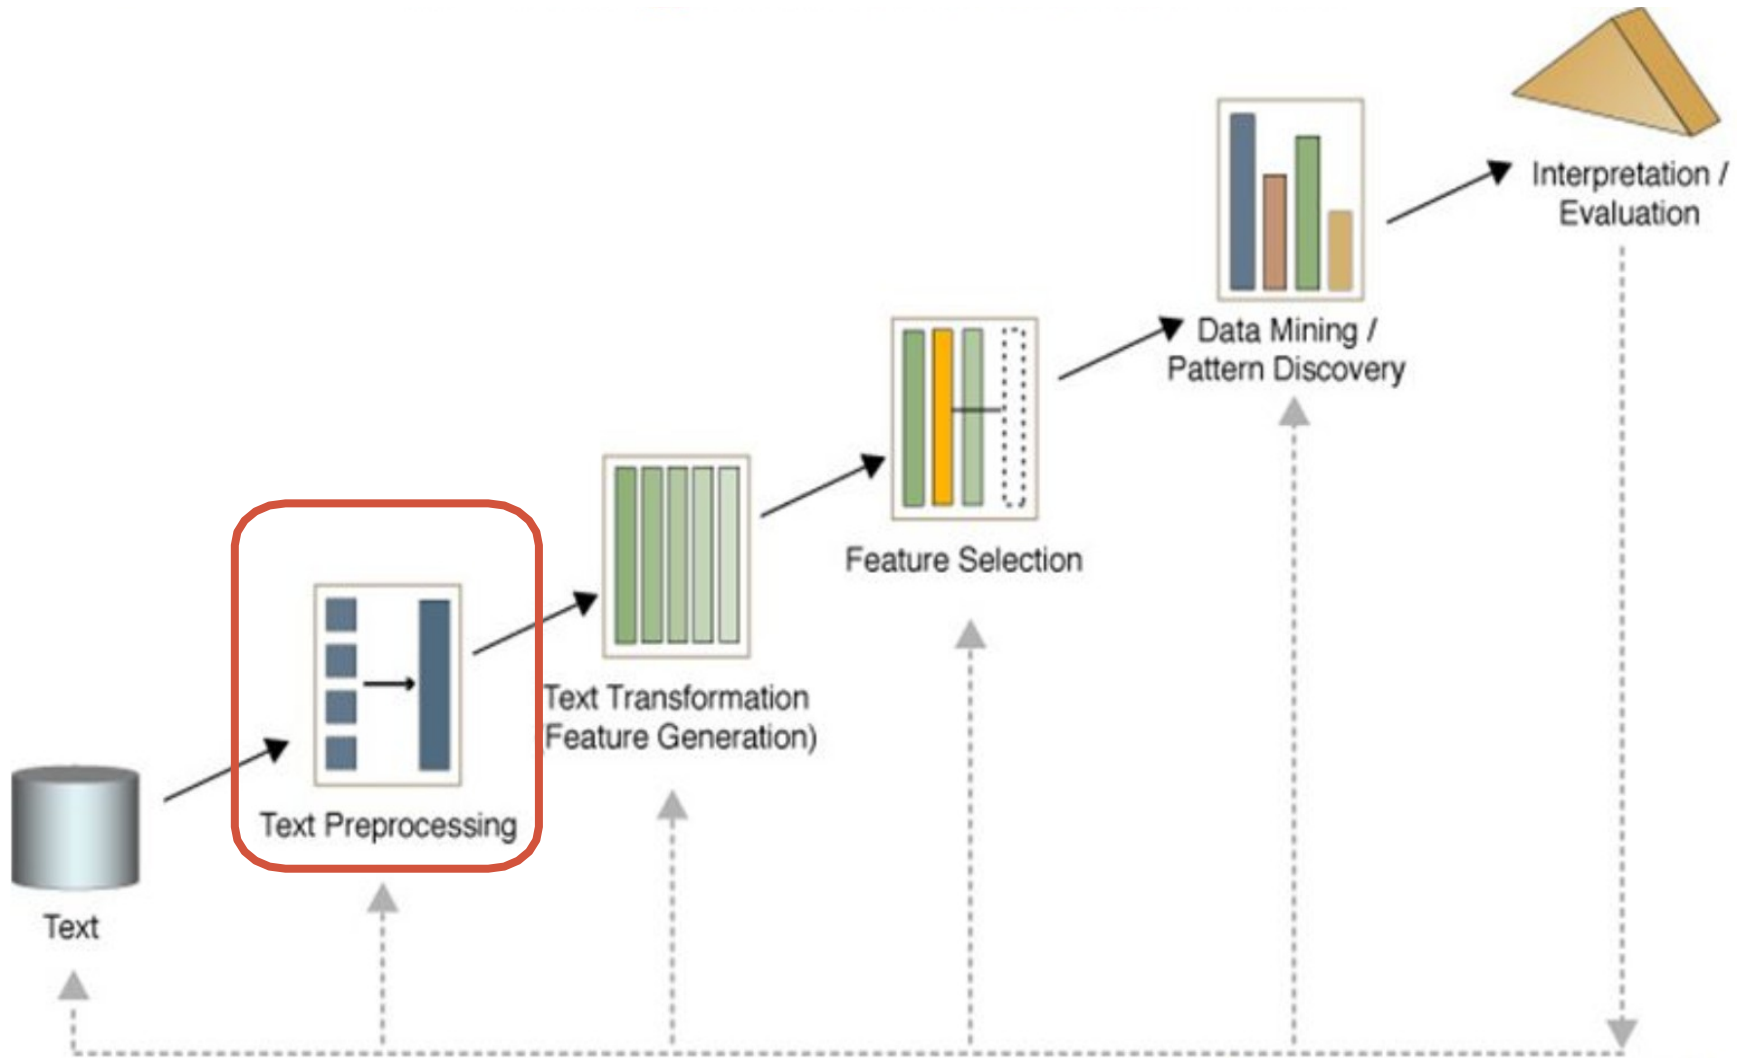 Text
Text Preprocessing
Text Transformation
(Feature Generation)
Feature Selection
Data Mining /
Pattern Discovery
Interpretation /
Evaluation